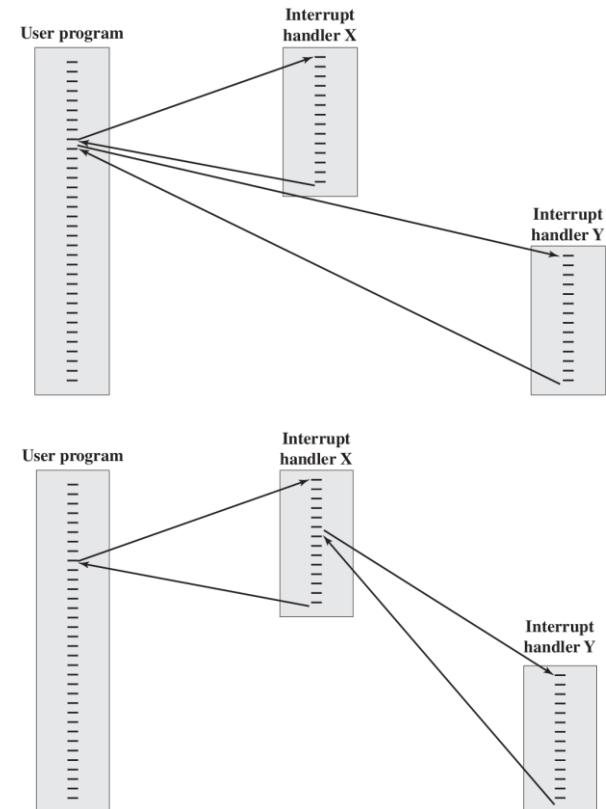 Interrupt
handler X
User program
Interrupt
handler Y
Interrupt
handler X
User program
Interrupt
handler Y